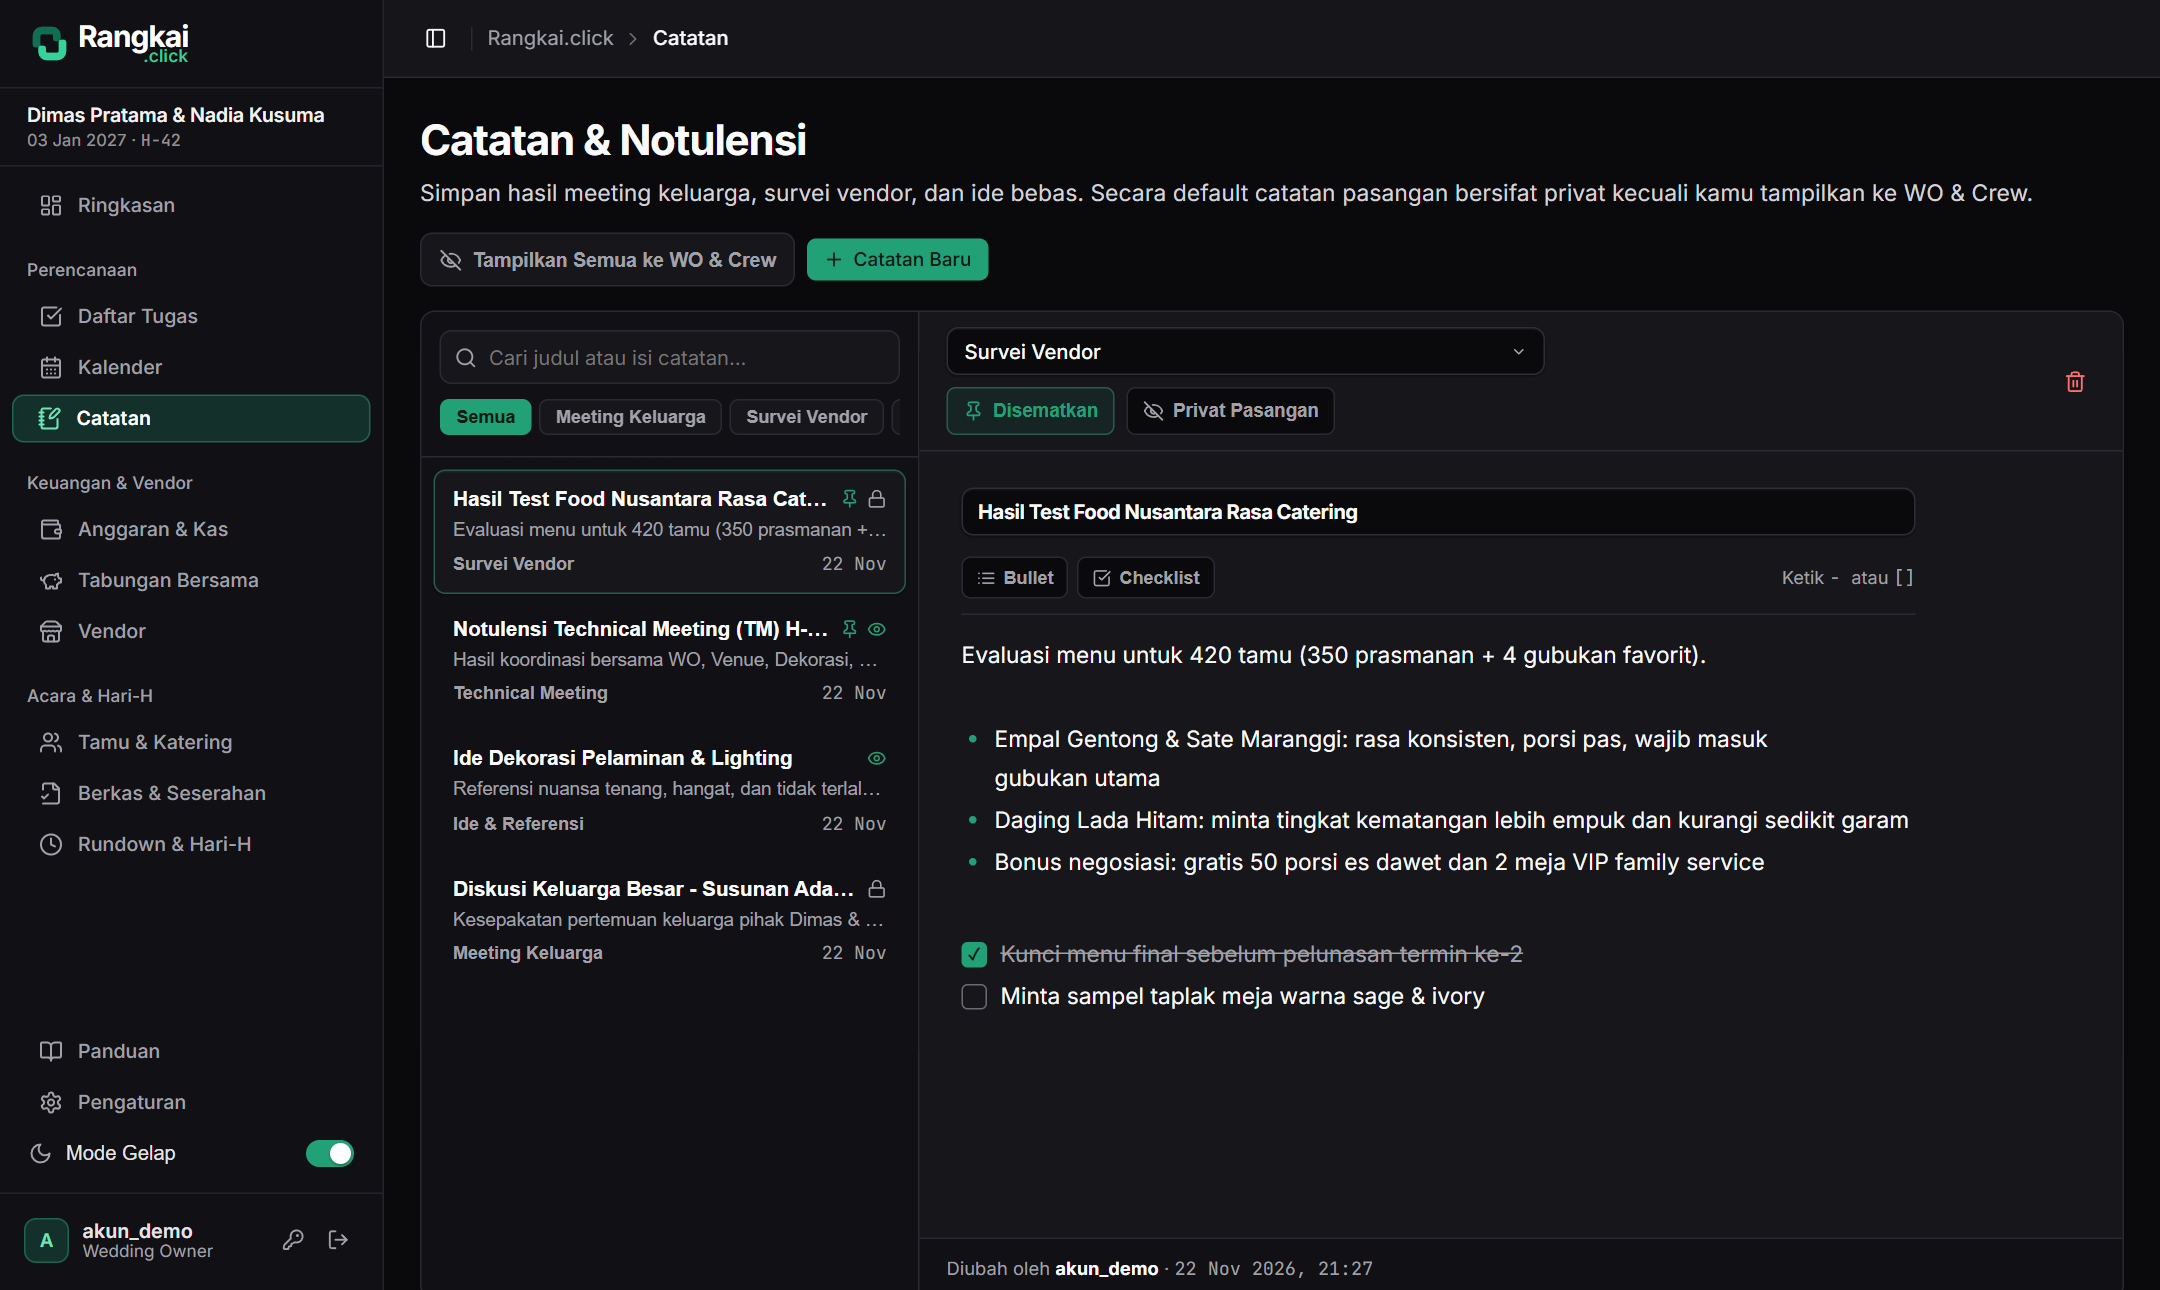 Rangkai
.click
Dimas Pratama & Nadia Kusuma
03 Jan 2027 · H-42
Ringkasan
Perencanaan
Daftar Tugas
Kalender
Catatan
Keuangan & Vendor
Anggaran & Kas
Tabungan Bersama
Vendor
Acara & Hari-H
Tamu & Katering
Berkas & Seserahan
Rundown & Hari-H
Panduan
Pengaturan
Mode Gelap
A
akun_demo
Wedding Owner
Rangkai.click > Catatan
Catatan & Notulensi
Simpan hasil meeting keluarga, survei vendor, dan ide bebas. Secara default catatan pasangan bersifat privat kecuali kamu tampilkan ke WO & Crew.
Tampilkan Semua ke WO & Crew
+ Catatan Baru
Cari judul atau isi catatan...
Semua
Meeting Keluarga
Survei Vendor
Hasil Test Food Nusantara Rasa Cat...
Evaluasi menu untuk 420 tamu (350 prasmanan +...
Survei Vendor 22 Nov
Notulensi Technical Meeting (TM) H-...
Hasil koordinasi bersama WO, Venue, Dekorasi, ...
Technical Meeting 22 Nov
Ide Dekorasi Pelaminan & Lighting
Referensi nuansa tenang, hangat, dan tidak terlal...
Ide & Referensi 22 Nov
Diskusi Keluarga Besar - Susunan Ada...
Kesepakatan pertemuan keluarga pihak Dimas & ...
Meeting Keluarga 22 Nov
Survei Vendor
Disematkan
Privat Pasangan
Hasil Test Food Nusantara Rasa Catering
Bullet
Checklist
Ketik - atau []
Evaluasi menu untuk 420 tamu (350 prasmanan + 4 gubukan favorit).
• Empal Gentong & Sate Maranggi: rasa konsisten, porsi pas, wajib masuk
gubukan utama
• Daging Lada Hitam: minta tingkat kematangan lebih empuk dan kurangi sedikit garam
• Bonus negosiasi: gratis 50 porsi es dawet dan 2 meja VIP family service
Kunci menu final sebelum pelunasan termin ke-2
Minta sampel taplak meja warna sage & ivory
Diubah oleh akun_demo · 22 Nov 2026, 21:27